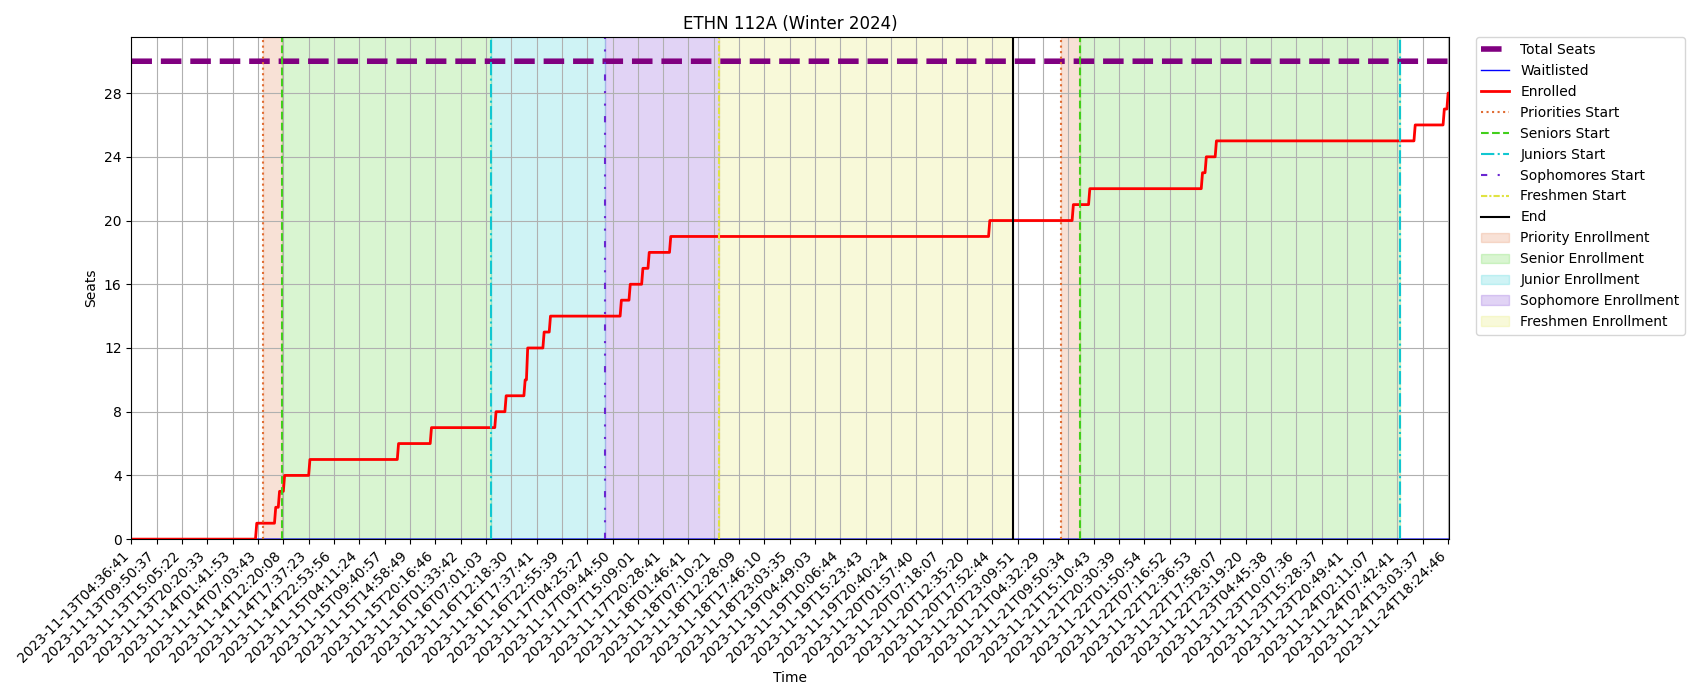 ETHN 112A (Winter 2024)
Total Seats
Waitlisted
Enrolled
Priorities Start
Seniors Start
Juniors Start
Sophomores Start
Freshmen Start
End
Priority Enrollment
Senior Enrollment
Junior Enrollment
Sophomore Enrollment
Freshmen Enrollment
Seats
28
24
20
16
12
8
4
0
2023-11-13T04:36:41
2023-11-13T09:50:37
2023-11-13T15:05:22
2023-11-13T20:20:33
2023-11-14T01:41:53
2023-11-14T07:03:43
2023-11-14T12:20:08
2023-11-14T17:37:23
2023-11-14T22:53:56
2023-11-15T04:11:24
2023-11-15T09:40:57
2023-11-15T14:58:49
2023-11-15T20:16:46
2023-11-16T01:33:42
2023-11-16T07:01:03
2023-11-16T12:18:30
2023-11-16T17:37:41
2023-11-16T22:55:39
2023-11-17T04:25:27
2023-11-17T09:44:50
2023-11-17T15:09:01
2023-11-17T20:28:41
2023-11-18T01:46:41
2023-11-18T07:10:21
2023-11-18T12:28:09
2023-11-18T17:46:10
2023-11-18T23:03:35
2023-11-19T04:49:03
2023-11-19T10:06:44
2023-11-19T15:23:43
2023-11-19T20:40:24
2023-11-20T01:57:40
2023-11-20T07:18:07
2023-11-20T12:35:20
2023-11-20T17:52:44
2023-11-20T23:09:51
2023-11-21T04:32:29
2023-11-21T09:50:34
2023-11-21T15:10:43
2023-11-21T20:30:39
2023-11-22T01:50:54
2023-11-22T07:16:52
2023-11-22T12:36:53
2023-11-22T17:58:07
2023-11-22T23:19:20
2023-11-23T04:45:38
2023-11-23T10:07:36
2023-11-23T15:28:37
2023-11-23T20:49:41
2023-11-24T02:11:07
2023-11-24T07:42:41
2023-11-24T13:03:37
2023-11-24T18:24:46
Time